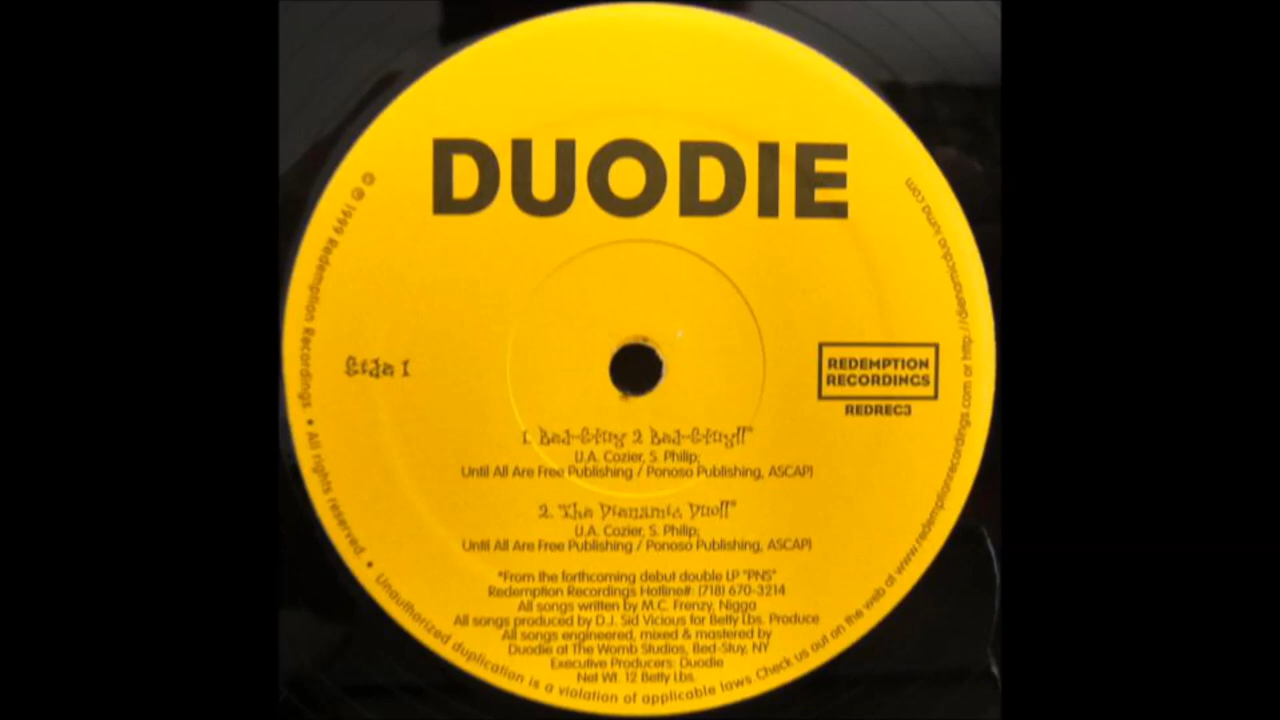 DUODIE
© ℗ 1999 Redemption Recordings. • All rights reserved. • Unauthorized duplication is a violation of applicable laws. Check us out on the web at www.redemptionrecordings.com or http://dienamicduo.iuma.com
Side 1
REDEMPTION
RECORDINGS
REDREC3
1. Bed-Stuy 2 Bed-Stuy!!*
(J.A. Cozier, S. Philip;
Until All Are Free Publishing / Ponoso Publishing, ASCAP)
2. "The Dienamic Duo!!"
(J.A. Cozier, S. Philip;
Until All Are Free Publishing / Ponoso Publishing, ASCAP)
*From the forthcoming debut double LP "PNS"
Redemption Recordings Hotline#: (718) 670-3214
All songs written by M.C. Frenzy, Nigga
All songs produced by D.J. Sid Vicious for Betty Lbs. Produce
All songs engineered, mixed & mastered by
Duodie at The Womb Studios, Bed-Stuy, NY
Executive Producers: Duodie
Net Wt. 12 Betty Lbs.